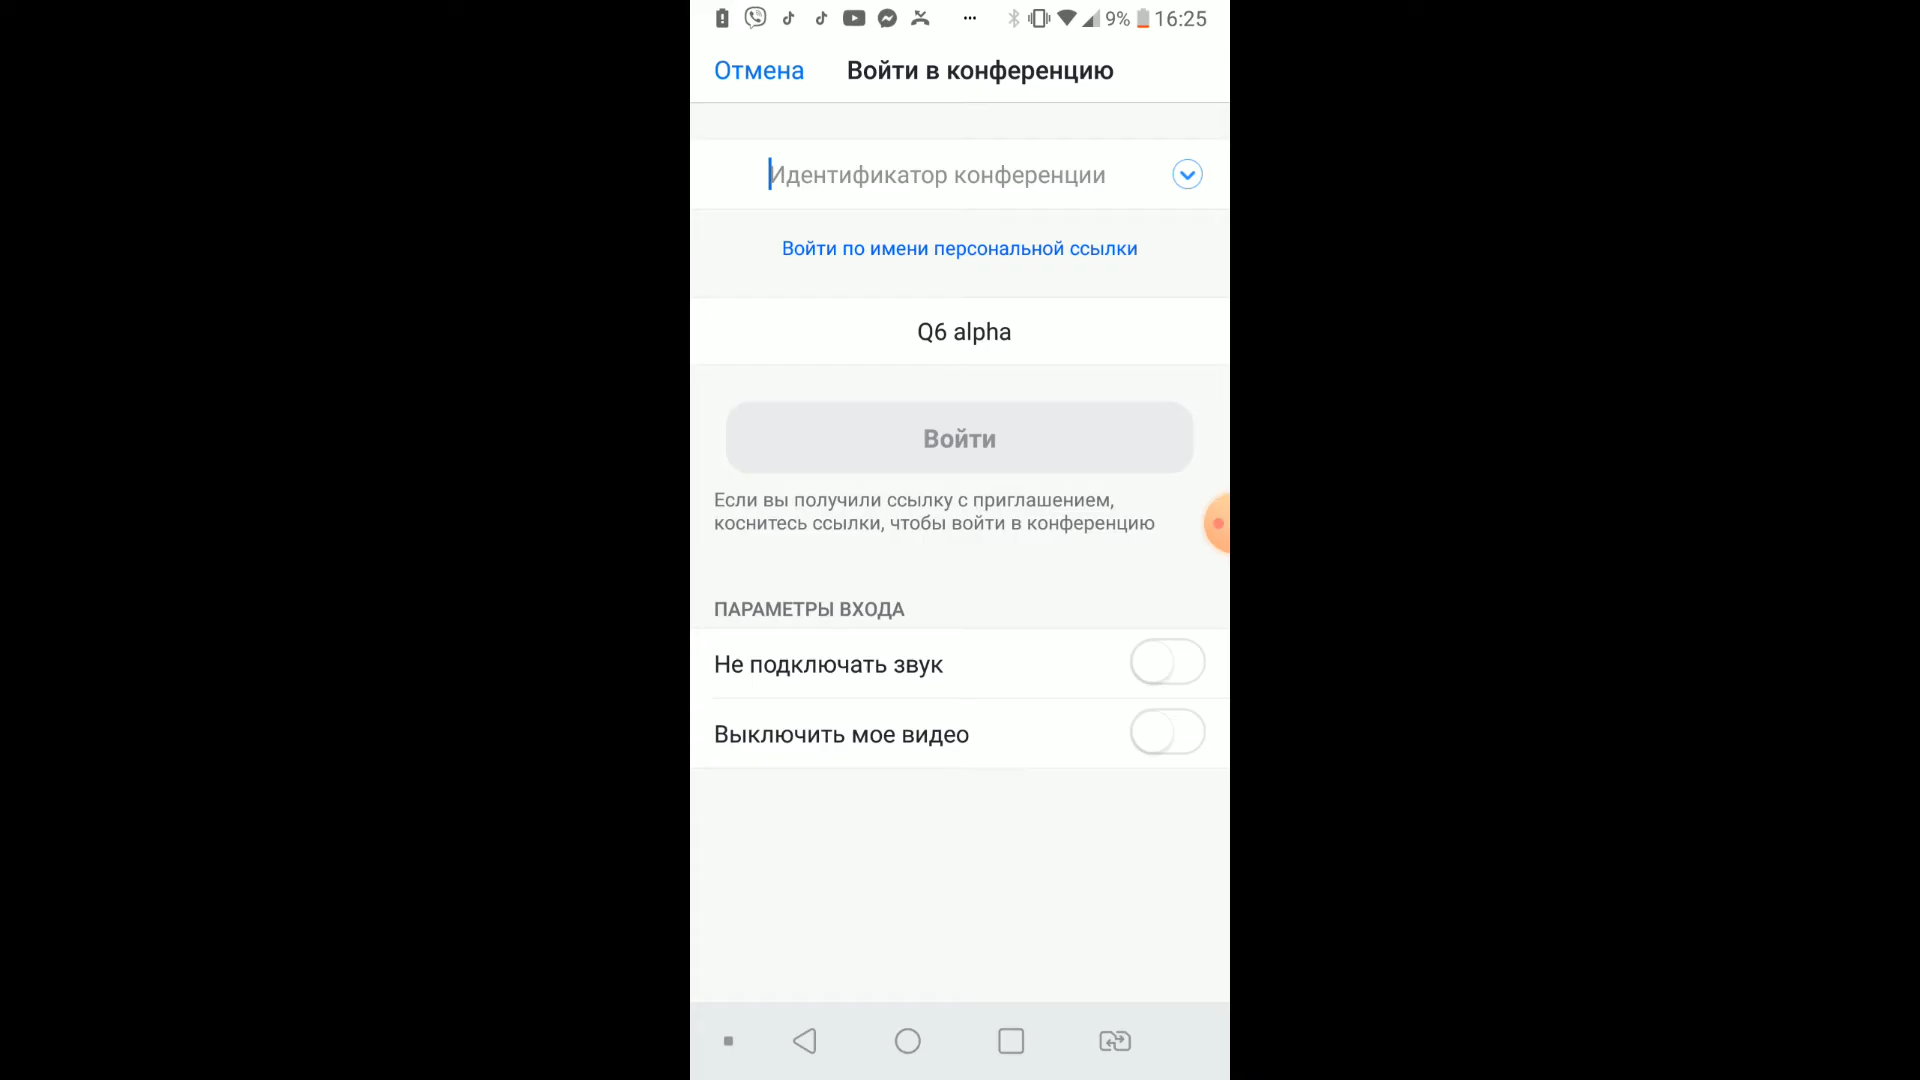 9% 16:25
Отмена Войти в конференцию
Идентификатор конференции
Войти по имени персональной ссылки
Q6 alpha
Войти
Если вы получили ссылку с приглашением,
коснитесь ссылки, чтобы войти в конференцию
ПАРАМЕТРЫ ВХОДА
Не подключать звук
Выключить мое видео